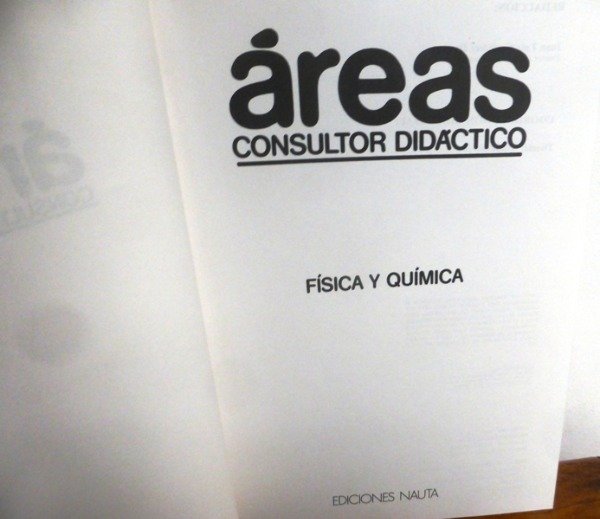 áreas
CONSULTOR DIDÁCTICO
FÍSICA Y QUÍMICA
EDICIONES NAUTA